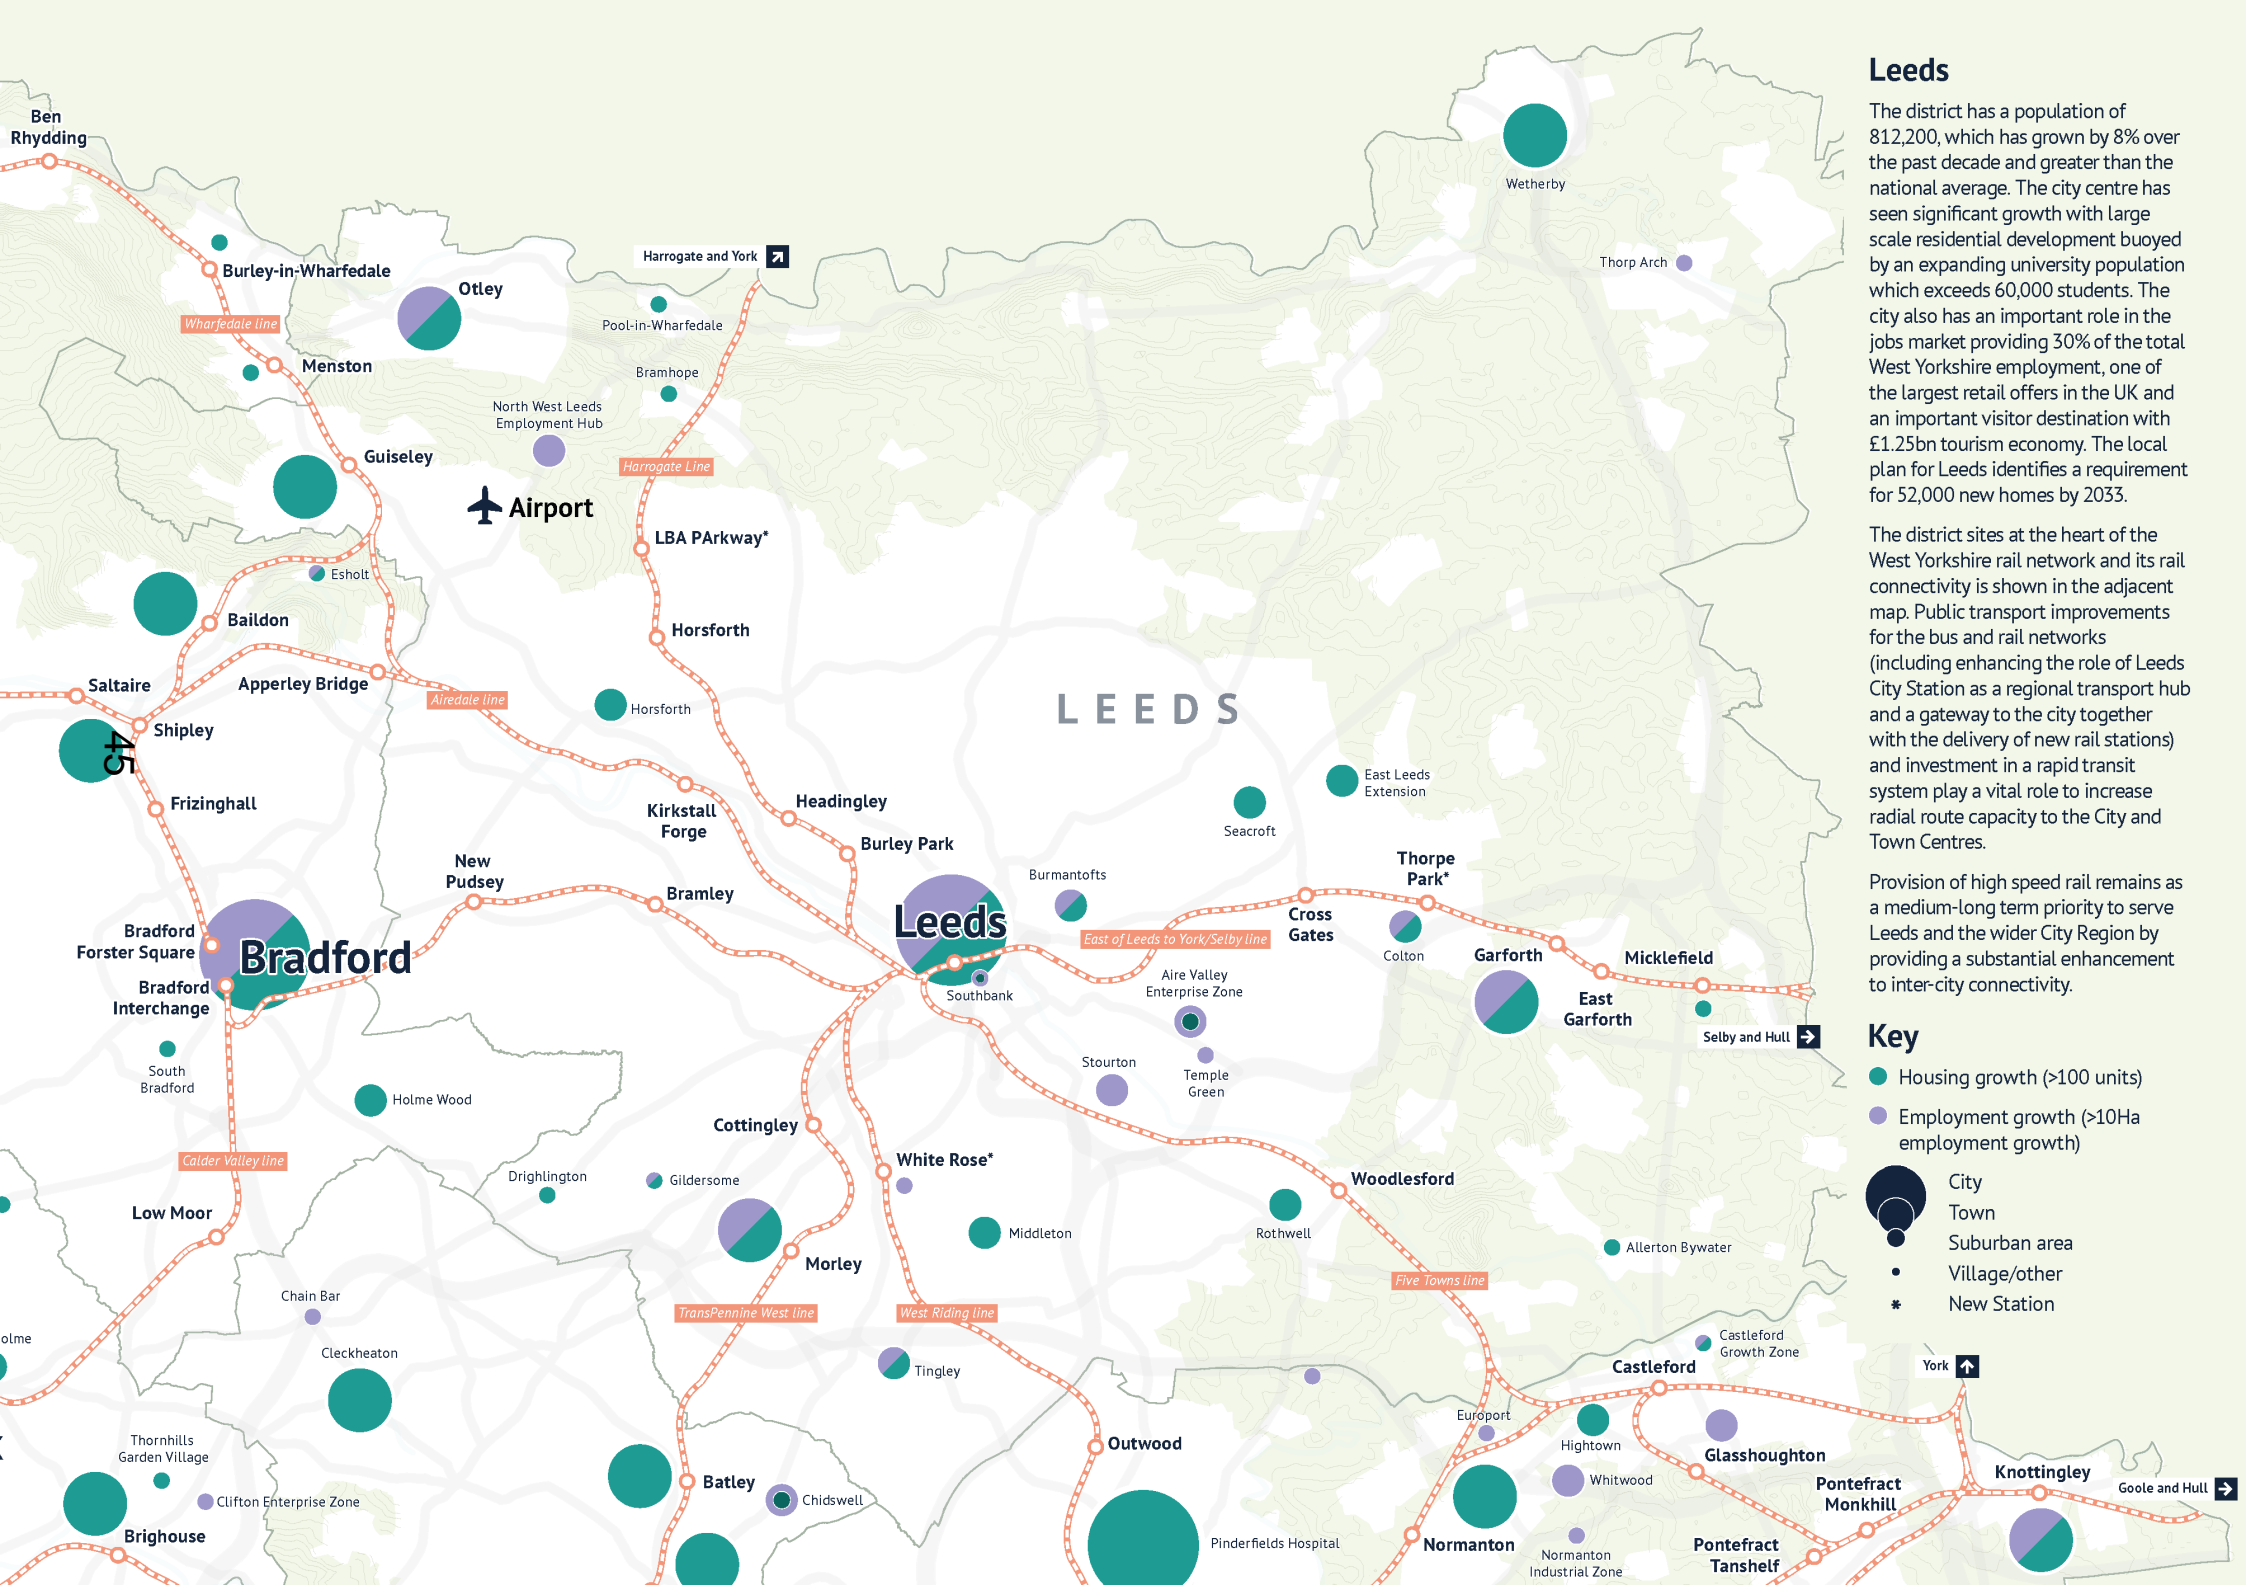 Ben
Rhydding
Burley-in-Wharfedale
Wharfedale line
Menston
Otley
Harrogate and York
Pool-in-Wharfedale
Bramhope
North West Leeds
Employment Hub
Harrogate Line
Guiseley
Airport
LBA PArkway*
Esholt
Baildon
Horsforth
Saltaire
Apperley Bridge
Airedale line
Horsforth
Shipley
45
Frizinghall
Kirkstall
Forge
Headingley
Burley Park
New
Pudsey
Bramley
LEEDS
Wetherby
Thorp Arch
East Leeds
Extension
Seacroft
Burmantofts
Thorpe
Park*
Leeds
Cross
Gates
East of Leeds to York/Selby line
Colton
Garforth
Micklefield
East
Garforth
Selby and Hull
Bradford
Forster Square
Bradford
Bradford
Interchange
Southbank
Aire Valley
Enterprise Zone
Stourton
Temple
Green
South
Bradford
Holme Wood
Cottingley
Calder Valley line
Drighlington
Gildersome
White Rose*
Woodlesford
Low Moor
Middleton
Rothwell
Morley
Allerton Bywater
Five Towns line
Chain Bar
TransPennine West line
West Riding line
olme
Cleckheaton
Tingley
Castleford
Growth Zone
Castleford
York
Europort
Hightown
Glasshoughton
Thornhills
Garden Village
Outwood
Clifton Enterprise Zone
Batley
Chidswell
Whitwood
Pontefract
Monkhill
Knottingley
Goole and Hull
Brighouse
Pinderfields Hospital
Normanton
Normanton
Industrial Zone
Pontefract
Tanshelf
Leeds
The district has a population of
812,200, which has grown by 8% over
the past decade and greater than the
national average. The city centre has
seen significant growth with large
scale residential development buoyed
by an expanding university population
which exceeds 60,000 students. The
city also has an important role in the
jobs market providing 30% of the total
West Yorkshire employment, one of
the largest retail offers in the UK and
an important visitor destination with
£1.25bn tourism economy. The local
plan for Leeds identifies a requirement
for 52,000 new homes by 2033.
The district sites at the heart of the
West Yorkshire rail network and its rail
connectivity is shown in the adjacent
map. Public transport improvements
for the bus and rail networks
(including enhancing the role of Leeds
City Station as a regional transport hub
and a gateway to the city together
with the delivery of new rail stations)
and investment in a rapid transit
system play a vital role to increase
radial route capacity to the City and
Town Centres.
Provision of high speed rail remains as
a medium-long term priority to serve
Leeds and the wider City Region by
providing a substantial enhancement
to inter-city connectivity.
Key
Housing growth (>100 units)
Employment growth (>10Ha
employment growth)
City
Town
Suburban area
Village/other
* New Station